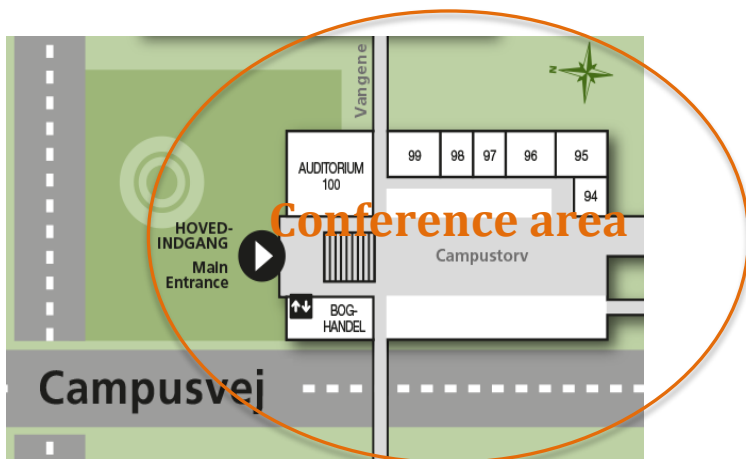 Vangene
N
99
98
97
96
95
AUDITORIUM
100
94
Conference area
HOVED-
INDGANG
Main
Entrance
Campustorv
BOG-
HANDEL
Campusvej